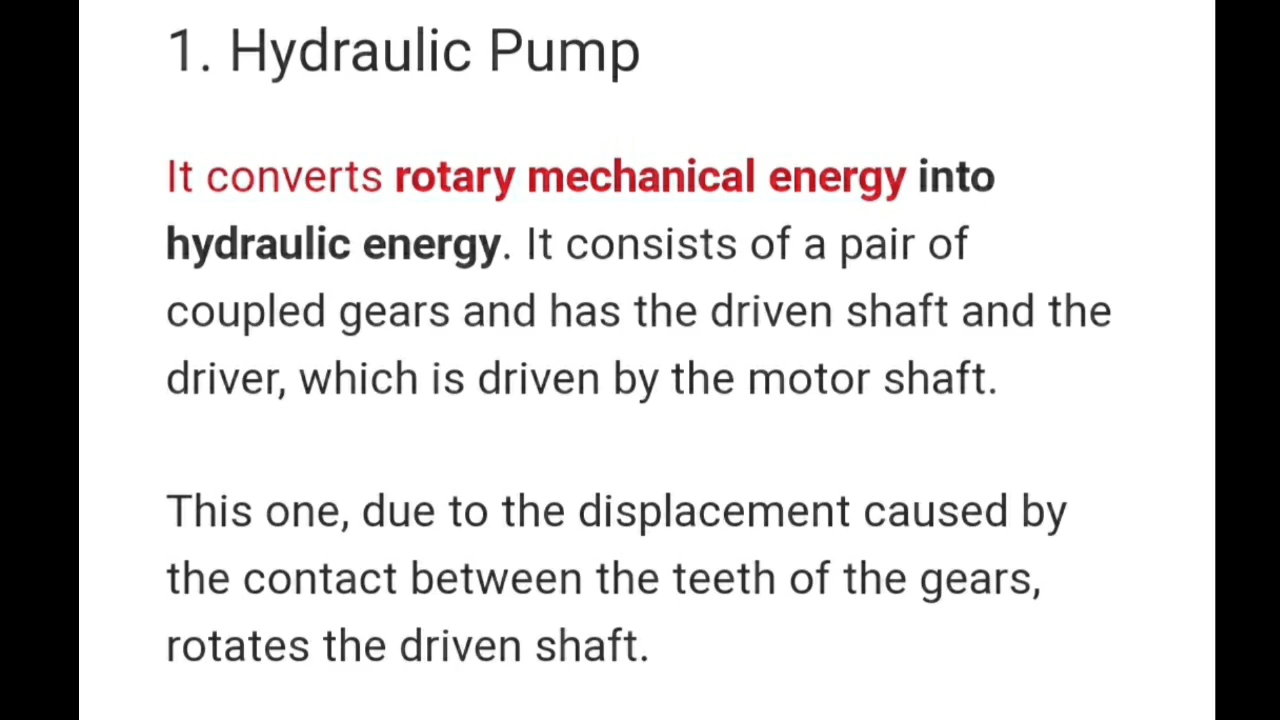 1. Hydraulic Pump
It converts rotary mechanical energy into
hydraulic energy. It consists of a pair of
coupled gears and has the driven shaft and the
driver, which is driven by the motor shaft.
This one, due to the displacement caused by
the contact between the teeth of the gears,
rotates the driven shaft.